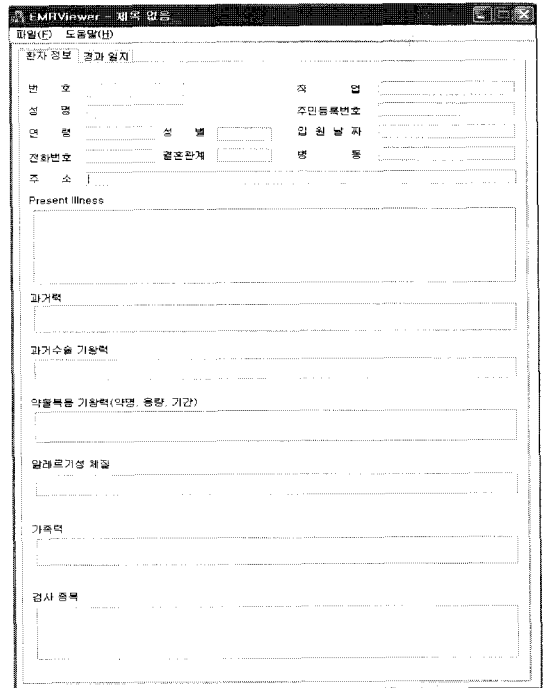 EMRViewer - 제목 없음
파일(F) 도움말(H)
환자 정보 경과 일지
번 호 직 업
성 명 주민등록번호
연 령 성 별 입 원 날 짜
전화번호 결혼관계 병 동
주 소
Present Illness
과거력
과거수술 기왕력
약물복용 기왕력(약명, 용량, 기간)
알레르기성 체질
가족력
검사 종목